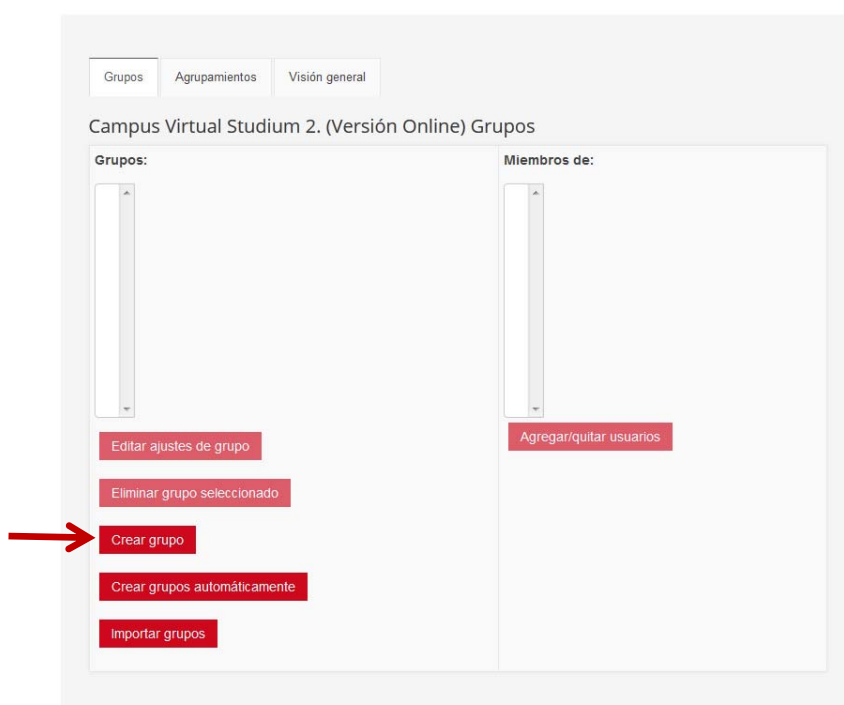 Grupos Agrupamientos Visión general
Campus Virtual Studium 2. (Versión Online) Grupos
Grupos:
Miembros de:
Editar ajustes de grupo
Agregar/quitar usuarios
Eliminar grupo seleccionado
Crear grupo
Crear grupos automáticamente
Importar grupos